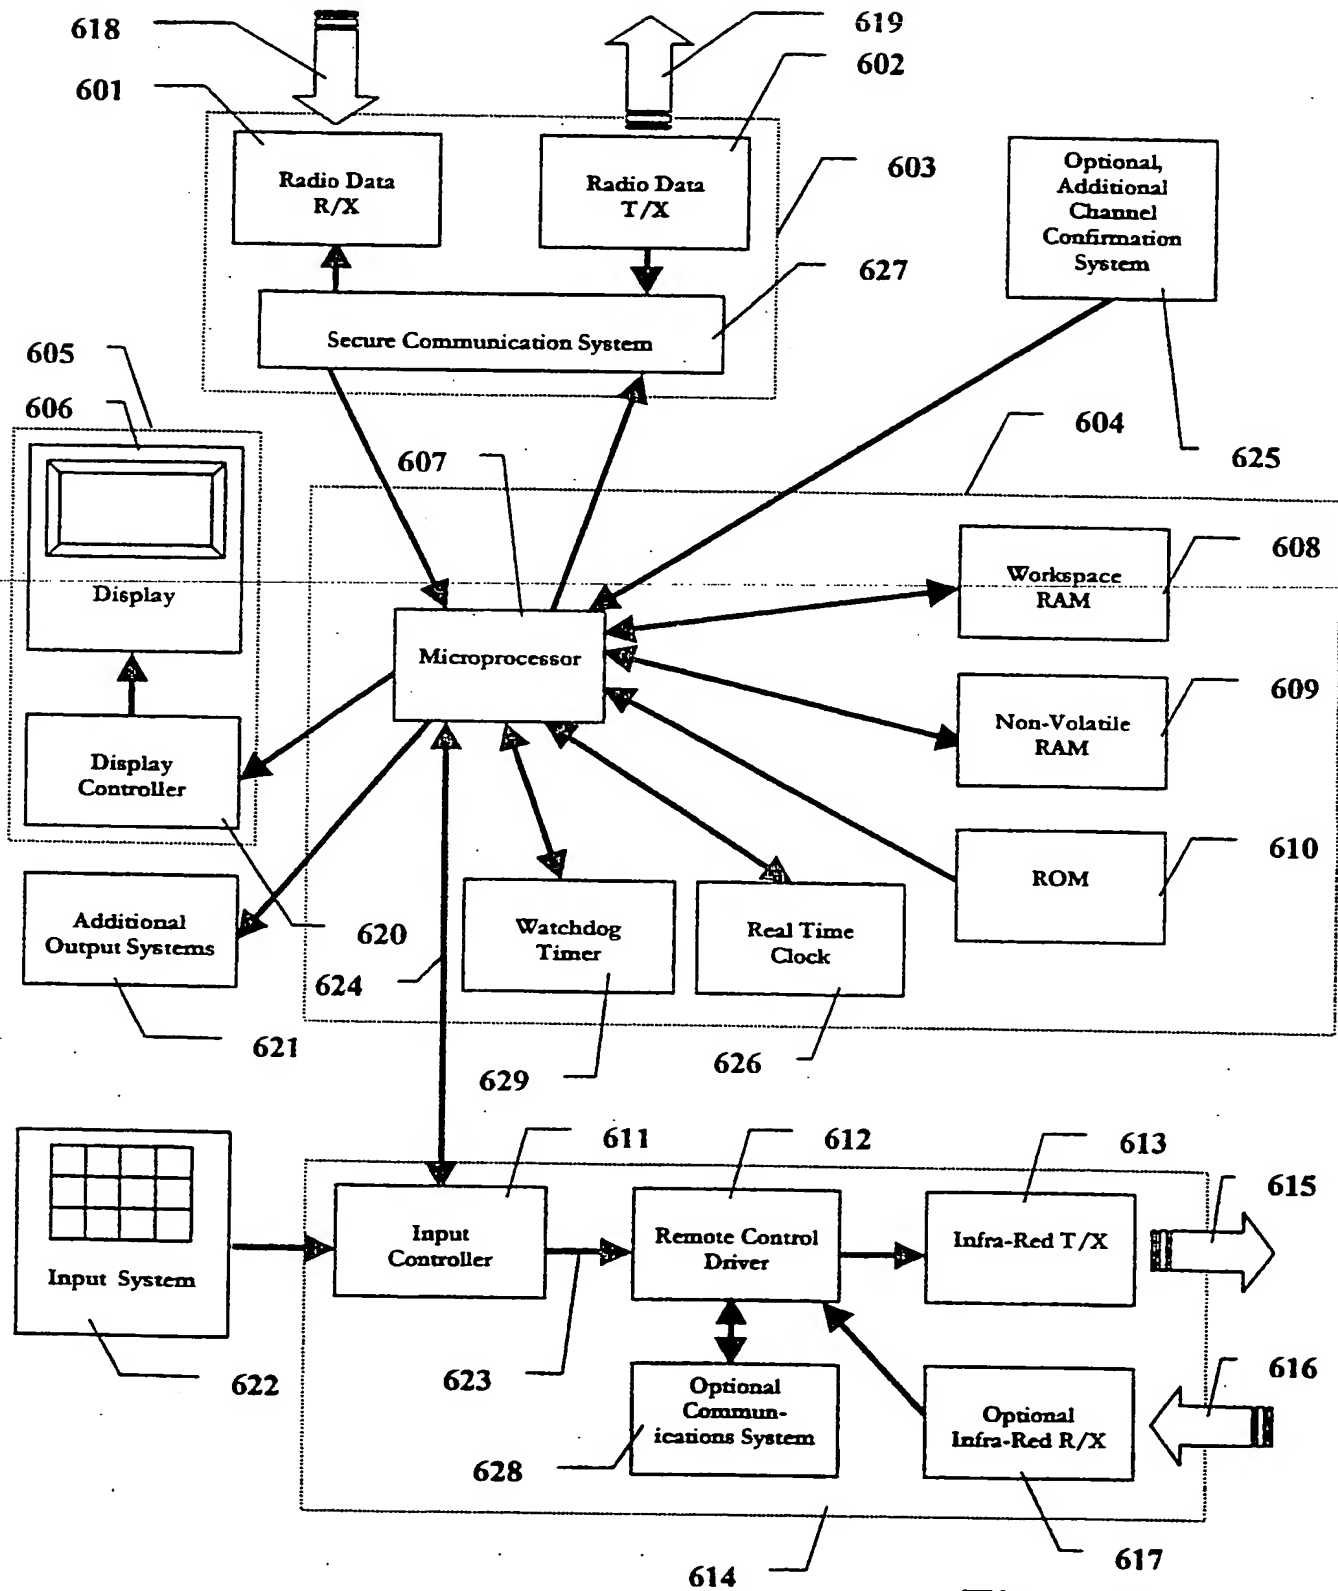 618
619
601
602
Radio Data
R/X
Radio Data
T/X
603
Optional,
Additional
Channel
Confirmation
System
627
Secure Communication System
605
606
604
607
625
Display
608
Workspace
RAM
Microprocessor
609
Non-Volatile
RAM
Display
Controller
610
ROM
Additional
Output Systems
620
624
Watchdog
Timer
Real Time
Clock
621
629
626
611
612
613
615
Input System
Input
Controller
Remote Control
Driver
Infra-Red T/X
622
623
616
Optional
Commun-
ications System
Optional
Infra-Red R/X
628
614
617